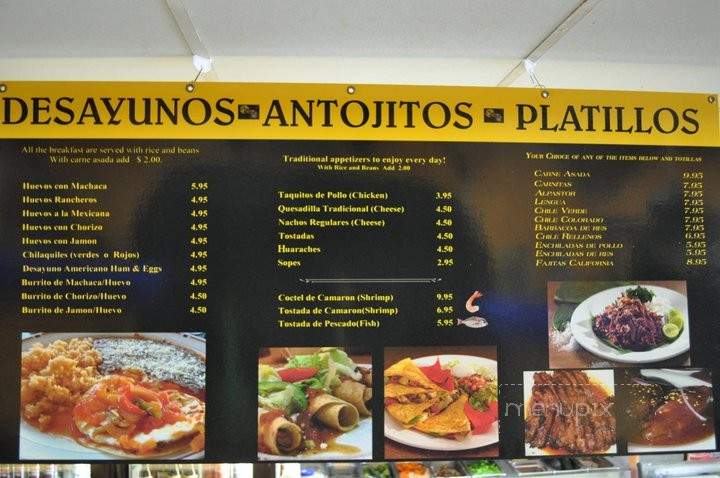 DESAYUNOS - ANTOJITOS - PLATILLOS
All the breakfast are served with rice and beans
With carne asada add $ 2.00.
Huevos con Machaca 5.95
Huevos Rancheros 4.95
Huevos a la Mexicana 4.95
Huevos con Chorizo 4.95
Huevos con Jamon 4.95
Chilaquiles (verdes o Rojos) 4.95
Desayuno Americano Ham & Eggs 4.95
Burrito de Machaca/Huevo 4.95
Burrito de Chorizo/Huevo 4.50
Burrito de Jamon/Huevo 4.50
Traditional appetizers to enjoy every day!
With Rice and Beans Add 2.00
Taquitos de Pollo (Chicken) 3.95
Quesadilla Tradicional (Cheese) 4.50
Nachos Regulares (Cheese) 4.50
Tostadas 4.50
Huaraches 4.50
Sopes 2.95
Coctel de Camaron (Shrimp) 9.95
Tostada de Camaron(Shrimp) 6.95
Tostada de Pescado(Fish) 5.95
YOUR CHROCE OF ANY OF THE ITEMS BELOW AND TOTILLAS
CARNE ASADA 9.95
CARNITAS 7.95
ALPASTOR 7.95
LENGUA 7.95
CHILE VERDE 7.95
CHILE COLORADO 7.95
BARBACOA DE RES 7.95
CHILE RELLENOS 6.95
ENCHILADAS DE POLLO 5.95
ENCHILADAS DE RES 5.95
FAJITAS CALIFORNIA 8.95
menupix